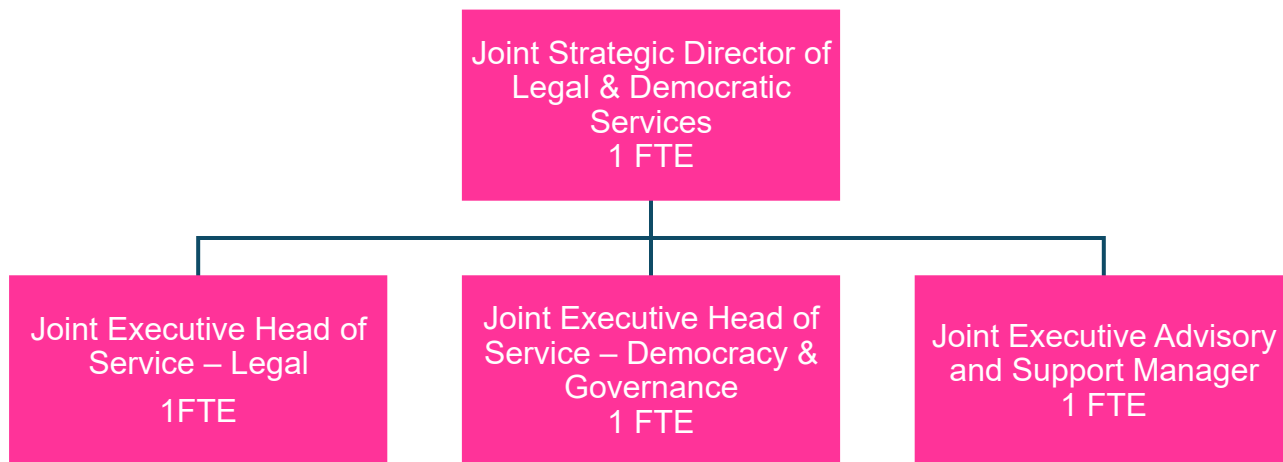 Joint Strategic Director of
Legal & Democratic
Services
1 FTE
Joint Executive Head of
Service – Legal
1FTE
Joint Executive Head of
Service – Democracy &
Governance
1 FTE
Joint Executive Advisory
and Support Manager
1 FTE